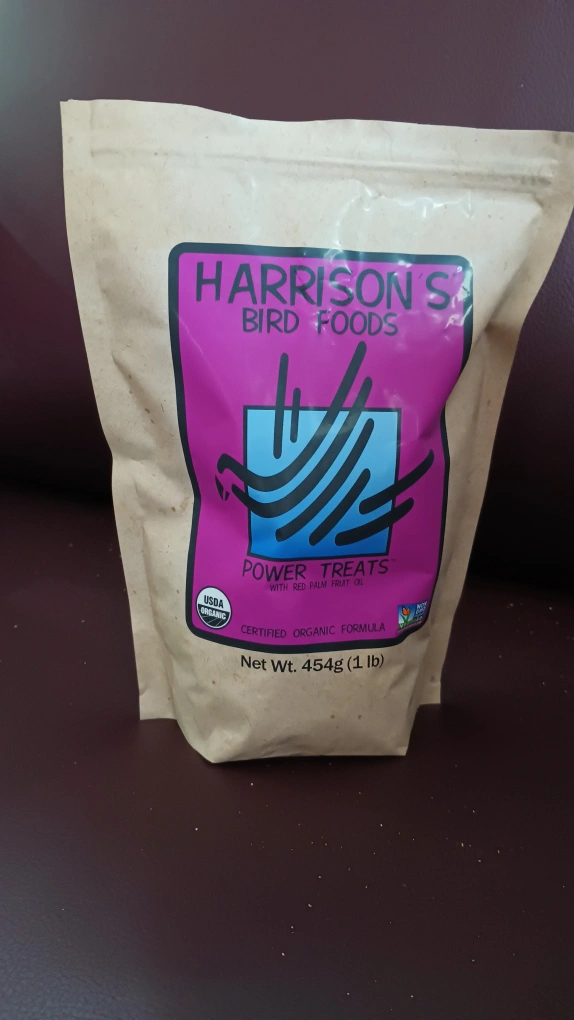 HARRISON'S
BIRD FOODS
POWER TREATS™
WITH RED PALM FRUIT OIL
USDA
ORGANIC
CERTIFIED ORGANIC FORMULA
Net Wt. 454g (1 lb)